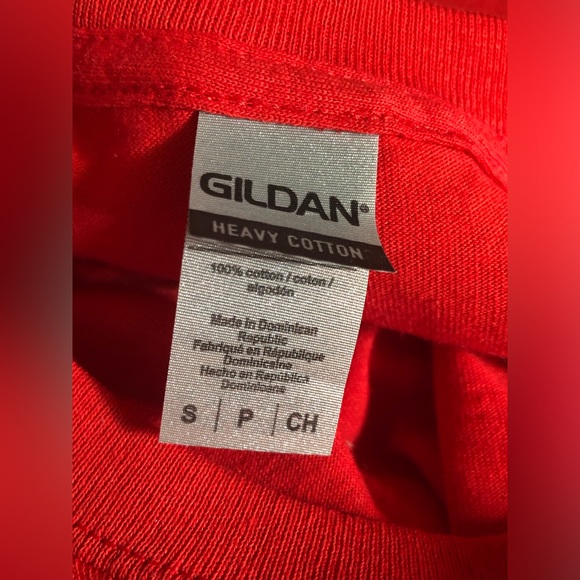 GILDAN®
HEAVY COTTON™
100% cotton / coton /
algodón
Made in Dominican
Republic
Fabriqué en République
Dominicaine
Hecho en República
Dominicana
S | P | CH